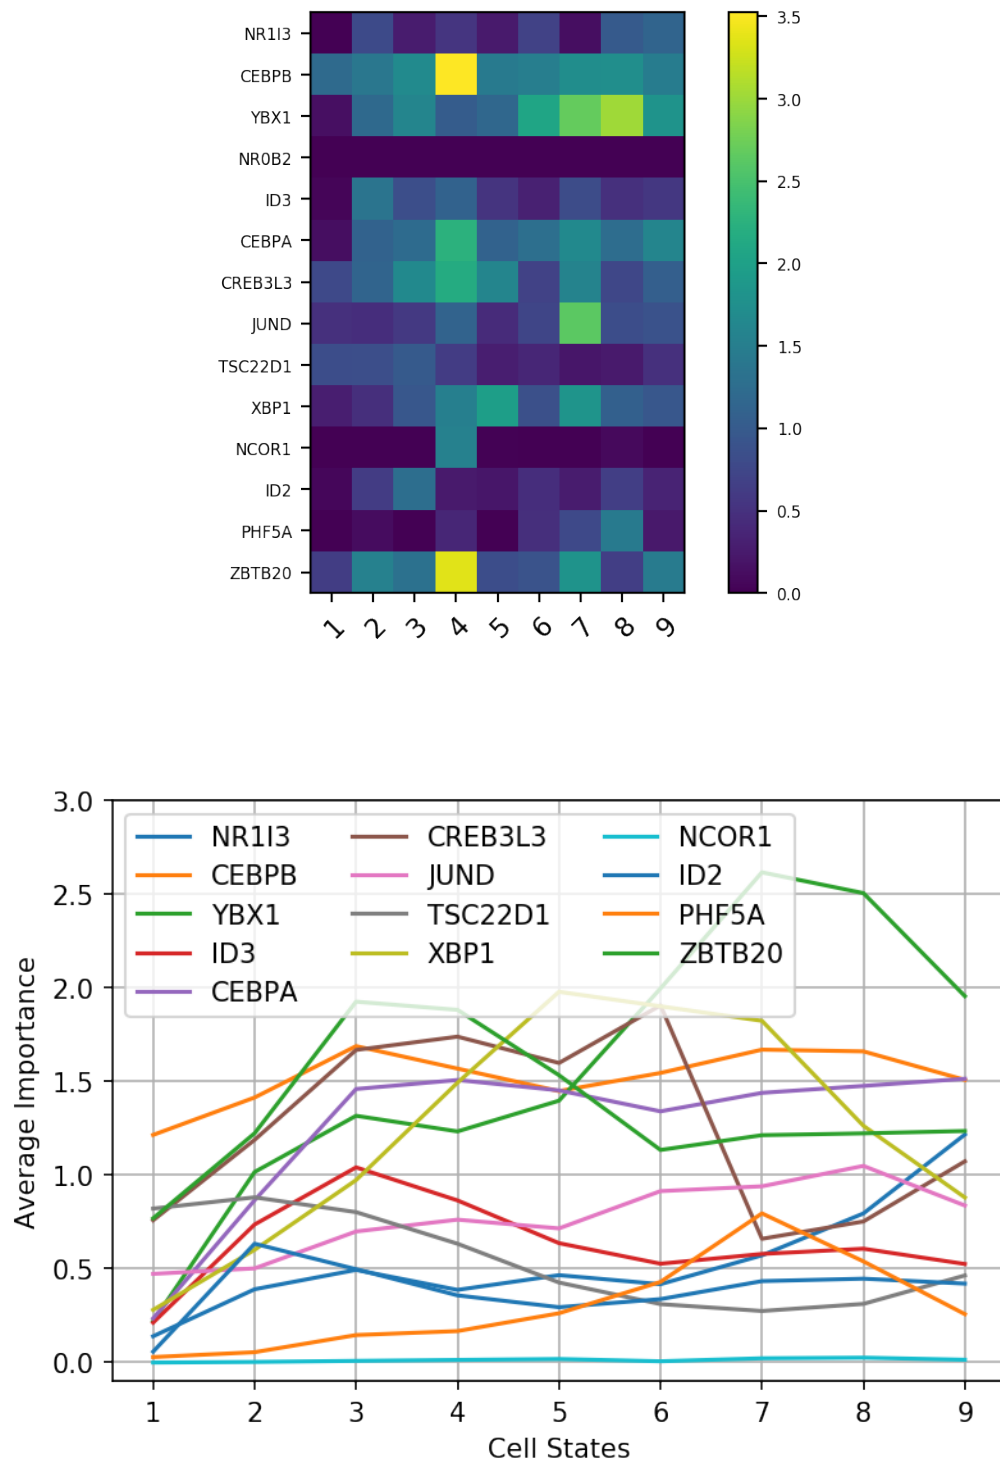 NR1I3
CEBPB
YBX1
NR0B2
ID3
CEBPA
CREB3L3
JUND
TSC22D1
XBP1
NCOR1
ID2
PHF5A
ZBTB20
1 2 3 4 5 6 7 8 9
3.5
3.0
2.5
2.0
1.5
1.0
0.5
0.0
Average Importance
3.0
2.5
2.0
1.5
1.0
0.5
0.0
NR1I3 CREB3L3 NCOR1
CEBPB JUND ID2
YBX1 TSC22D1 PHF5A
ID3 XBP1 ZBTB20
CEBPA
1 2 3 4 5 6 7 8 9
Cell States